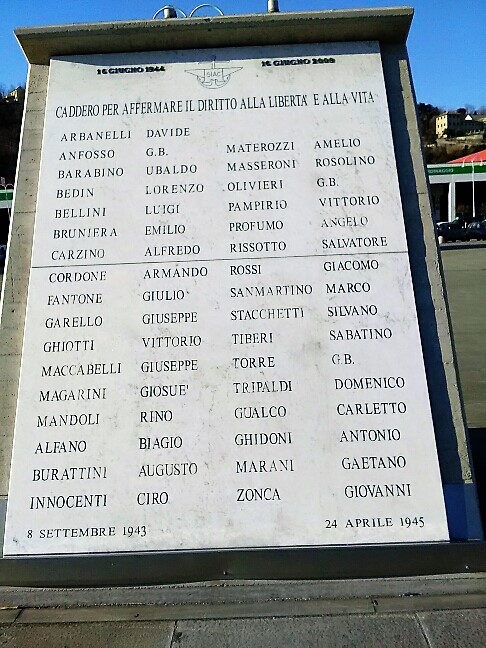 16 GIUGNO 1944 16 GIUGNO 2009
SIAC
CADDERO PER AFFERMARE IL DIRITTO ALLA LIBERTA' E ALLA VITA
ARBANELLI DAVIDE
ANFOSSO G.B. MATEROZZI AMELIO
BARABINO UBALDO MASSERONI ROSOLINO
BEDIN LORENZO OLIVIERI G.B.
BELLINI LUIGI PAMPIRIO VITTORIO
BRUNIERA EMILIO PROFUMO ANGELO
CARZINO ALFREDO RISSOTTO SALVATORE
CORDONE ARMANDO ROSSI GIACOMO
FANTONE GIULIO SANMARTINO MARCO
GARELLO GIUSEPPE STACCHETTI SILVANO
GHIOTTI VITTORIO TIBERI SABATINO
MACCABELLI GIUSEPPE TORRE G.B.
MAGARINI GIOSUE' TRIPALDI DOMENICO
MANDOLI RINO GUALCO CARLETTO
ALFANO BIAGIO GHIDONI ANTONIO
BURATTINI AUGUSTO MARANI GAETANO
INNOCENTI CIRO ZONCA GIOVANNI
8 SETTEMBRE 1943 24 APRILE 1945